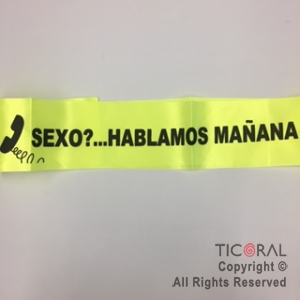 SEXO?...HABLAMOS MAÑANA
TICORAL
Copyright ©
All Rights Reserved